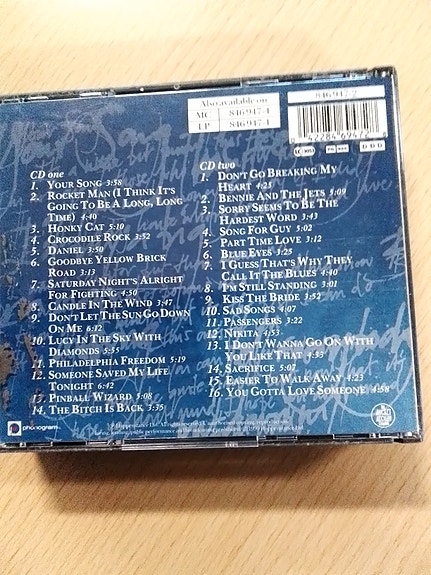 Also available on
MC 846 947-4
LP 846 947-1
846 947-2
CD one
1. YOUR SONG 3:58
2. ROCKET MAN (I THINK IT'S
GOING TO BE A LONG, LONG
TIME) 4:40
3. HONKY CAT 5:10
4. CROCODILE ROCK 3:52
5. DANIEL 3:50
6. GOODBYE YELLOW BRICK
ROAD 3:13
7. SATURDAY NIGHT'S ALRIGHT
FOR FIGHTING 4:50
8. CANDLE IN THE WIND 3:47
9. DON'T LET THE SUN GO DOWN
ON ME 6:12
10. LUCY IN THE SKY WITH
DIAMONDS 5:55
11. PHILADELPHIA FREEDOM 5:19
12. SOMEONE SAVED MY LIFE
TONIGHT 6:42
13. PINBALL WIZARD 5:08
14. THE BITCH IS BACK 3:35
CD two
1. DON'T GO BREAKING MY
HEART 4:25
2. BENNIE AND THE JETS 5:09
3. SORRY SEEMS TO BE THE
HARDEST WORD 3:43
4. SONG FOR GUY 5:02
5. PART TIME LOVE 3:12
6. BLUE EYES 3:25
7. I GUESS THAT'S WHY THEY
CALL IT THE BLUES 4:40
8. I'M STILL STANDING 3:01
9. KISS THE BRIDE 3:52
10. SAD SONGS 4:07
11. PASSENGERS 3:22
12. NIKITA 4:53
13. I DON'T WANNA GO ON WITH
YOU LIKE THAT 4:33
14. SACRIFICE 5:07
15. EASIER TO WALK AWAY 4:23
16. YOU GOTTA LOVE SOMEONE 4:58
phonogram